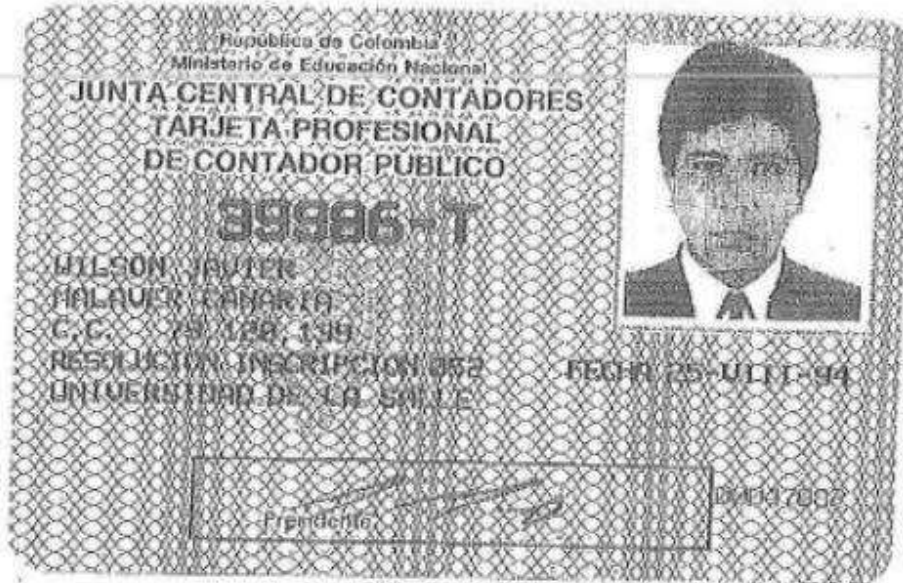 República de Colombia
Ministerio de Educación Nacional
JUNTA CENTRAL DE CONTADORES
TARJETA PROFESIONAL
DE CONTADOR PUBLICO
39986-T
WILSON JAVIER
MALAVER CANARIA
C.C.
RESOLUCION INSCRIPCION 052
UNIVERSIDAD DE LA SALLE
FECHA 25-VIII-94
Presidente